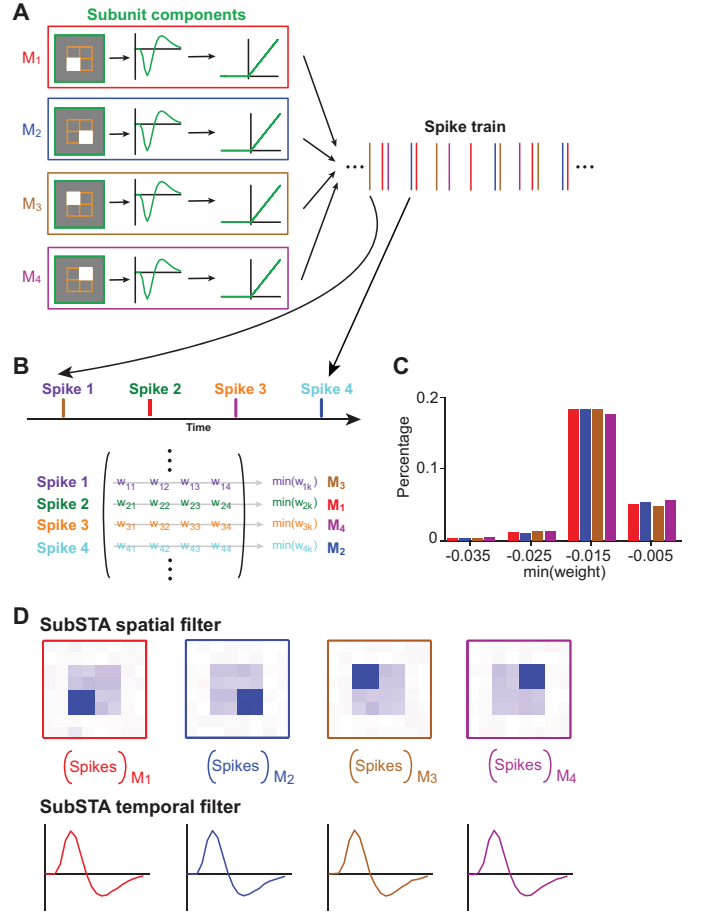 A
Subunit components
M1
M2
M3
M4
Spike train
...
...
B
Spike 1 Spike 2 Spike 3 Spike 4
Time
Spike 1 w11 w12 w13 w14 min(w1k) M3
Spike 2 w21 w22 w23 w24 min(w2k) M1
Spike 3 w31 w32 w33 w34 min(w3k) M4
Spike 4 w41 w42 w43 w44 min(w4k) M2
C
Percentage
0.2
0.1
0
-0.035 -0.025 -0.015 -0.005
min(weight)
D
SubSTA spatial filter
(Spikes)M1 (Spikes)M2 (Spikes)M3 (Spikes)M4
SubSTA temporal filter